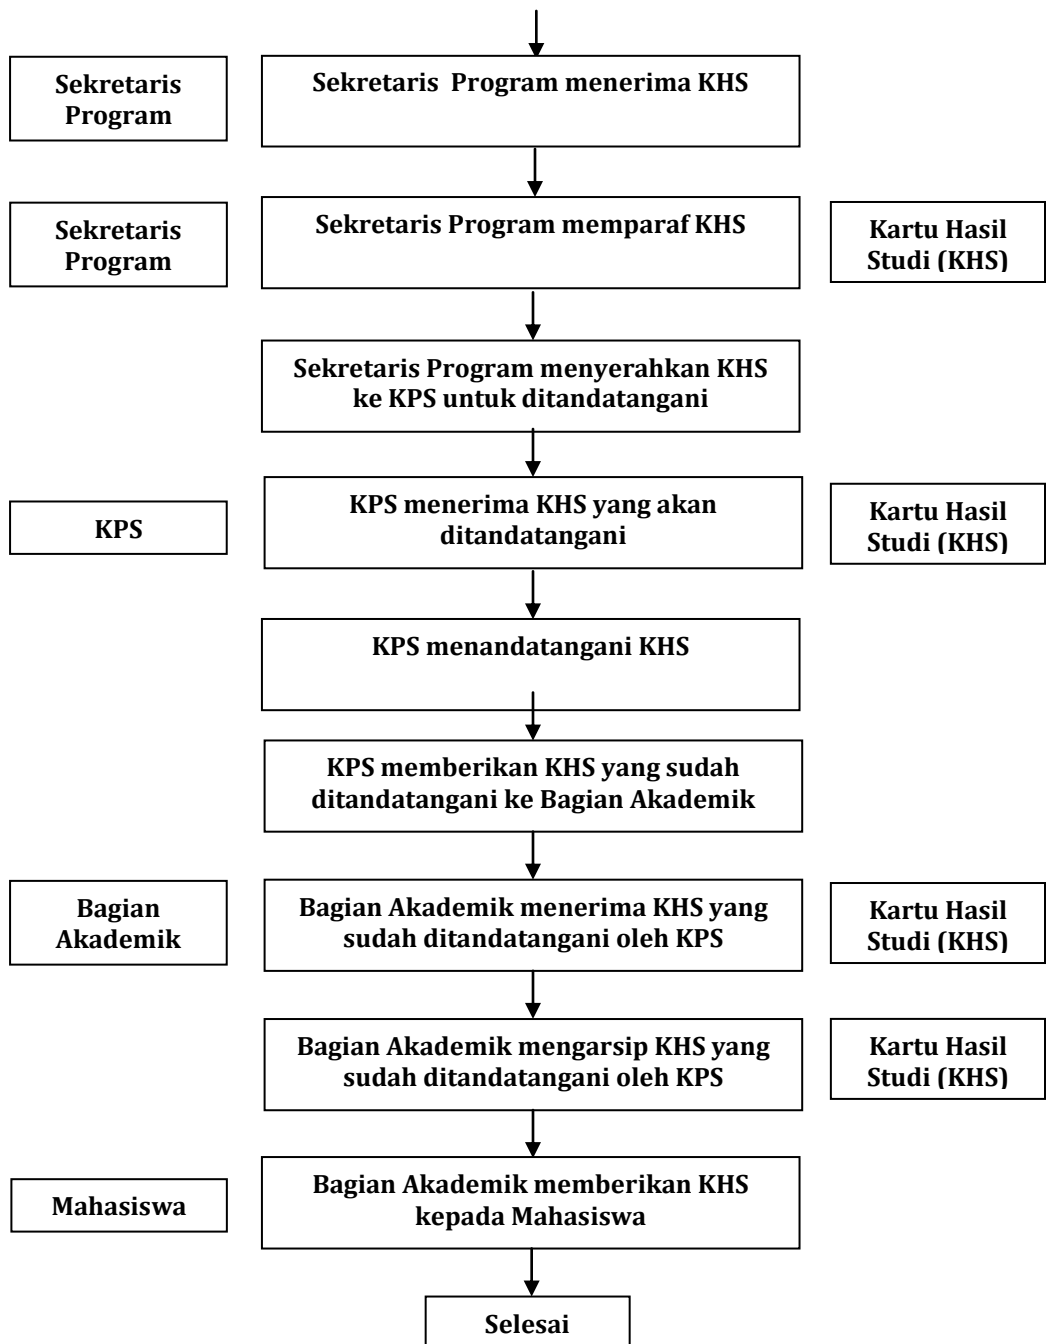 Sekretaris
Program
Sekretaris Program menerima KHS
Sekretaris
Program
Sekretaris Program memparaf KHS
Kartu Hasil
Studi (KHS)
Sekretaris Program menyerahkan KHS
ke KPS untuk ditandatangani
KPS
KPS menerima KHS yang akan
ditandatangani
Kartu Hasil
Studi (KHS)
KPS menandatangani KHS
KPS memberikan KHS yang sudah
ditandatangani ke Bagian Akademik
Bagian
Akademik
Bagian Akademik menerima KHS yang
sudah ditandatangani oleh KPS
Kartu Hasil
Studi (KHS)
Bagian Akademik mengarsip KHS yang
sudah ditandatangani oleh KPS
Kartu Hasil
Studi (KHS)
Mahasiswa
Bagian Akademik memberikan KHS
kepada Mahasiswa
Selesai